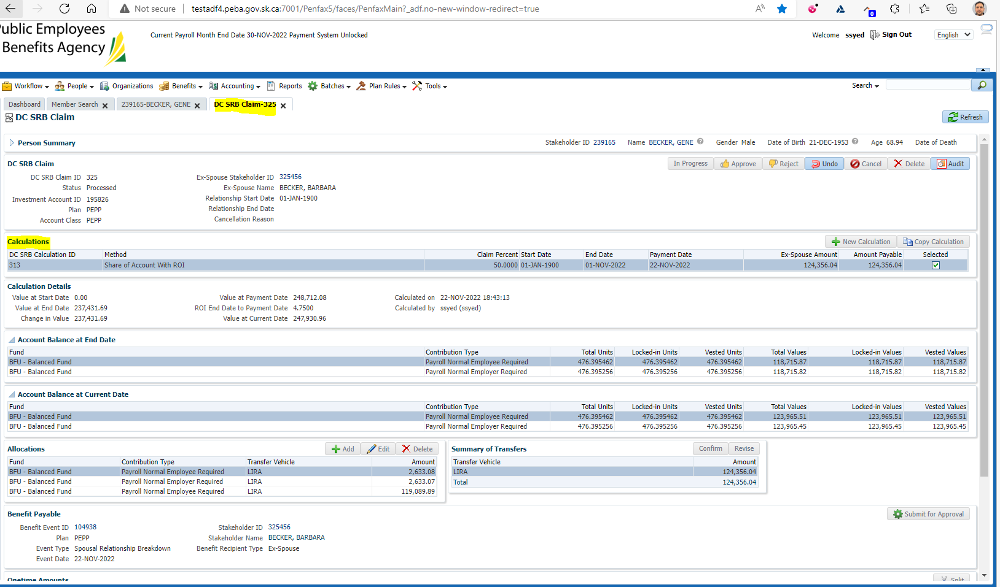 Not secure | testadf4.peba.gov.sk.ca:7001/Penfax5/faces/PenfaxMain?_adf.no-new-window-redirect=true A 0
Public Employees
Benefits Agency
Current Payroll Month End Date 30-NOV-2022 Payment System Unlocked
Welcome ssyed Sign Out English
Workflow People Organizations Benefits Accounting Reports Batches Plan Rules Tools Search
Dashboard Member Search 239165-BECKER, GENE DC SRB Claim-325
DC SRB Claim Refresh
Person Summary Stakeholder ID 239165 Name BECKER, GENE Gender Male Date of Birth 21-DEC-1953 Age 68.94 Date of Death
DC SRB Claim In Progress Approve Reject Undo Cancel Delete Audit
DC SRB Claim ID 325 Ex-Spouse Stakeholder ID 325456
Status Processed Ex-Spouse Name BECKER, BARBARA
Investment Account ID 195826 Relationship Start Date 01-JAN-1900
Plan PEPP Relationship End Date
Account Class PEPP Cancellation Reason
Calculations New Calculation Copy Calculation
DC SRB Calculation ID Method Claim Percent Start Date End Date Payment Date Ex-Spouse Amount Amount Payable Selected
313 Share of Account With ROI 50.0000 01-JAN-1900 01-NOV-2022 22-NOV-2022 124,356.04 124,356.04
Calculation Details
Value at Start Date 0.00 Value at Payment Date 248,712.08 Calculated on 22-NOV-2022 18:43:13
Value at End Date 237,431.69 ROI End Date to Payment Date 4.7500 Calculated by ssyed (ssyed)
Change in Value 237,431.69 Value at Current Date 247,930.96
Account Balance at End Date
Fund Contribution Type Total Units Locked-in Units Vested Units Total Values Locked-in Values Vested Values
BFU - Balanced Fund Payroll Normal Employee Required 476.395462 476.395462 476.395462 118,715.87 118,715.87 118,715.87
BFU - Balanced Fund Payroll Normal Employer Required 476.395256 476.395256 476.395256 118,715.82 118,715.82 118,715.82
Account Balance at Current Date
Fund Contribution Type Total Units Locked-in Units Vested Units Total Values Locked-in Values Vested Values
BFU - Balanced Fund Payroll Normal Employee Required 476.395462 476.395462 476.395462 123,965.51 123,965.51 123,965.51
BFU - Balanced Fund Payroll Normal Employer Required 476.395256 476.395256 476.395256 123,965.45 123,965.45 123,965.45
Allocations Add Edit Delete
Fund Contribution Type Transfer Vehicle Amount
BFU - Balanced Fund Payroll Normal Employee Required LIRA 2,633.08
BFU - Balanced Fund Payroll Normal Employer Required LIRA 2,633.07
BFU - Balanced Fund Payroll Normal Employee Required LIRA 119,089.89
Summary of Transfers Confirm Revise
Transfer Vehicle Amount
LIRA 124,356.04
Total 124,356.04
Benefit Payable Submit for Approval
Benefit Event ID 104938 Stakeholder ID 325456
Plan PEPP Stakeholder Name BECKER, BARBARA
Event Type Spousal Relationship Breakdown Benefit Recipient Type Ex-Spouse
Event Date 22-NOV-2022
Onetime Amounts Split